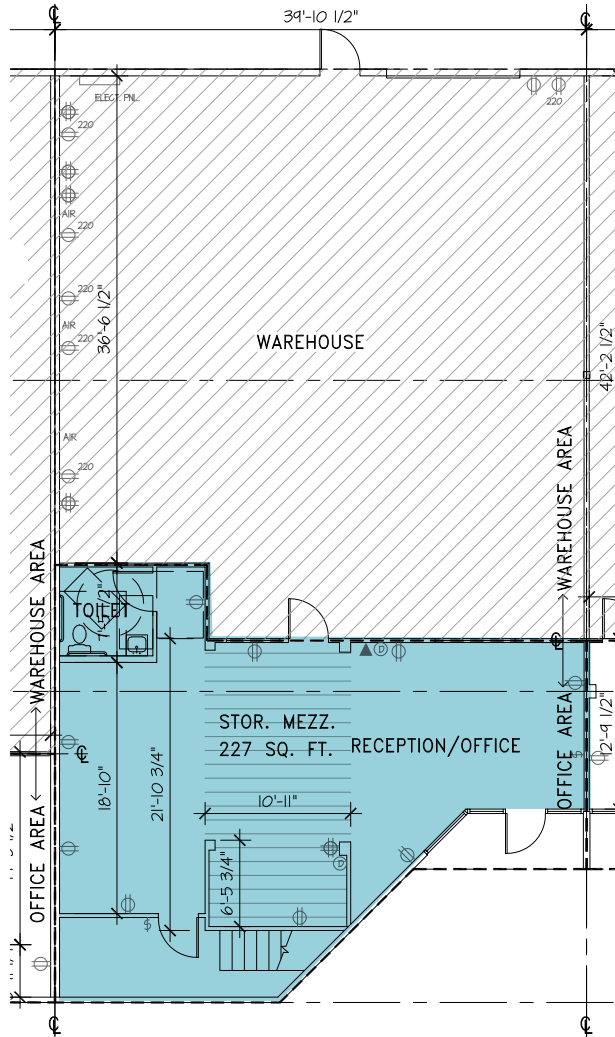 ℄
39'-10 1/2"
℄
ELECT. PNL.
220
220
AIR
220
220
36'-6 1/2"
AIR
220
WAREHOUSE
42'-2 1/2"
AIR
220
WAREHOUSE AREA
WAREHOUSE AREA
TOILET
℄
D
STOR. MEZZ.
227 SQ. FT.
RECEPTION/OFFICE
OFFICE AREA
2'-9 1/2"
$
℄
18'-10"
21'-10 3/4"
10'-11"
OFFICE AREA
6'-5 3/4"
D
$
℄
℄